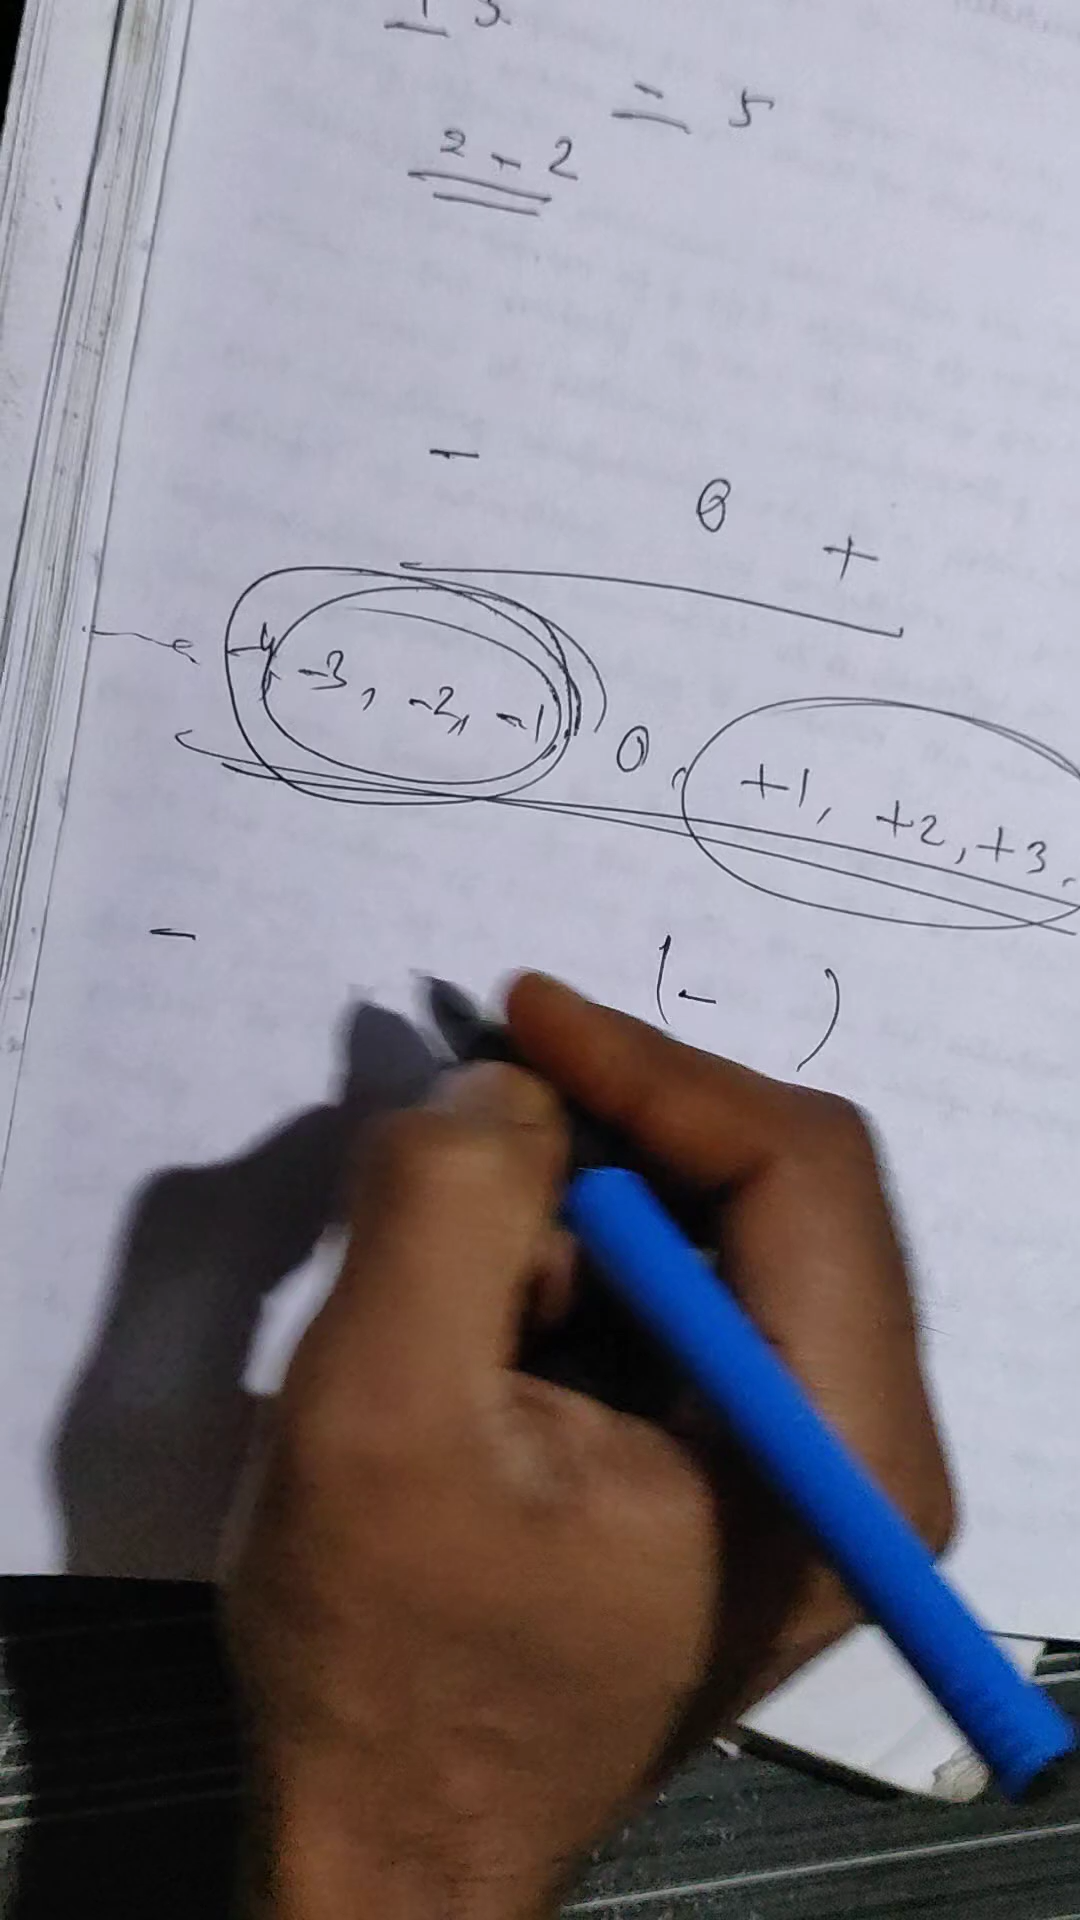 = 5
2 + 2
-
0
+
-4, -3, -2, -1
0, +1, +2, +3,
-
(- )